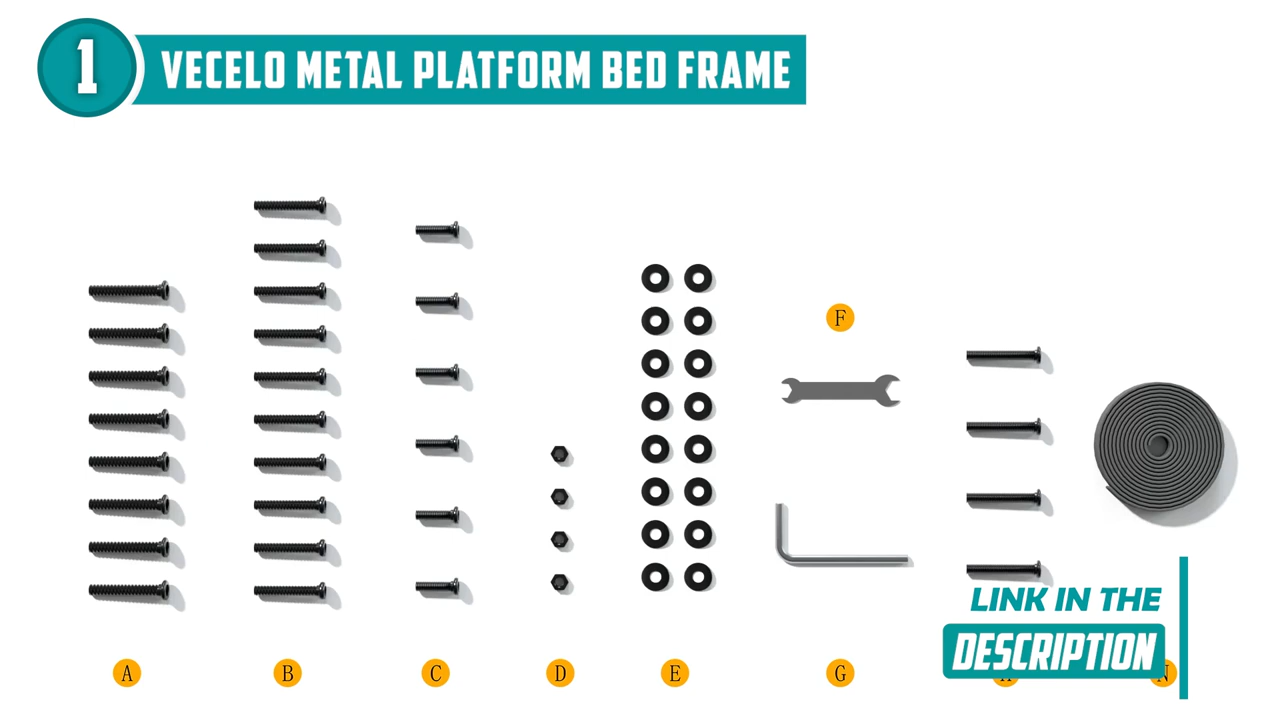 1
VECELO METAL PLATFORM BED FRAME
F
LINK IN THE
DESCRIPTION
A B C D E G N